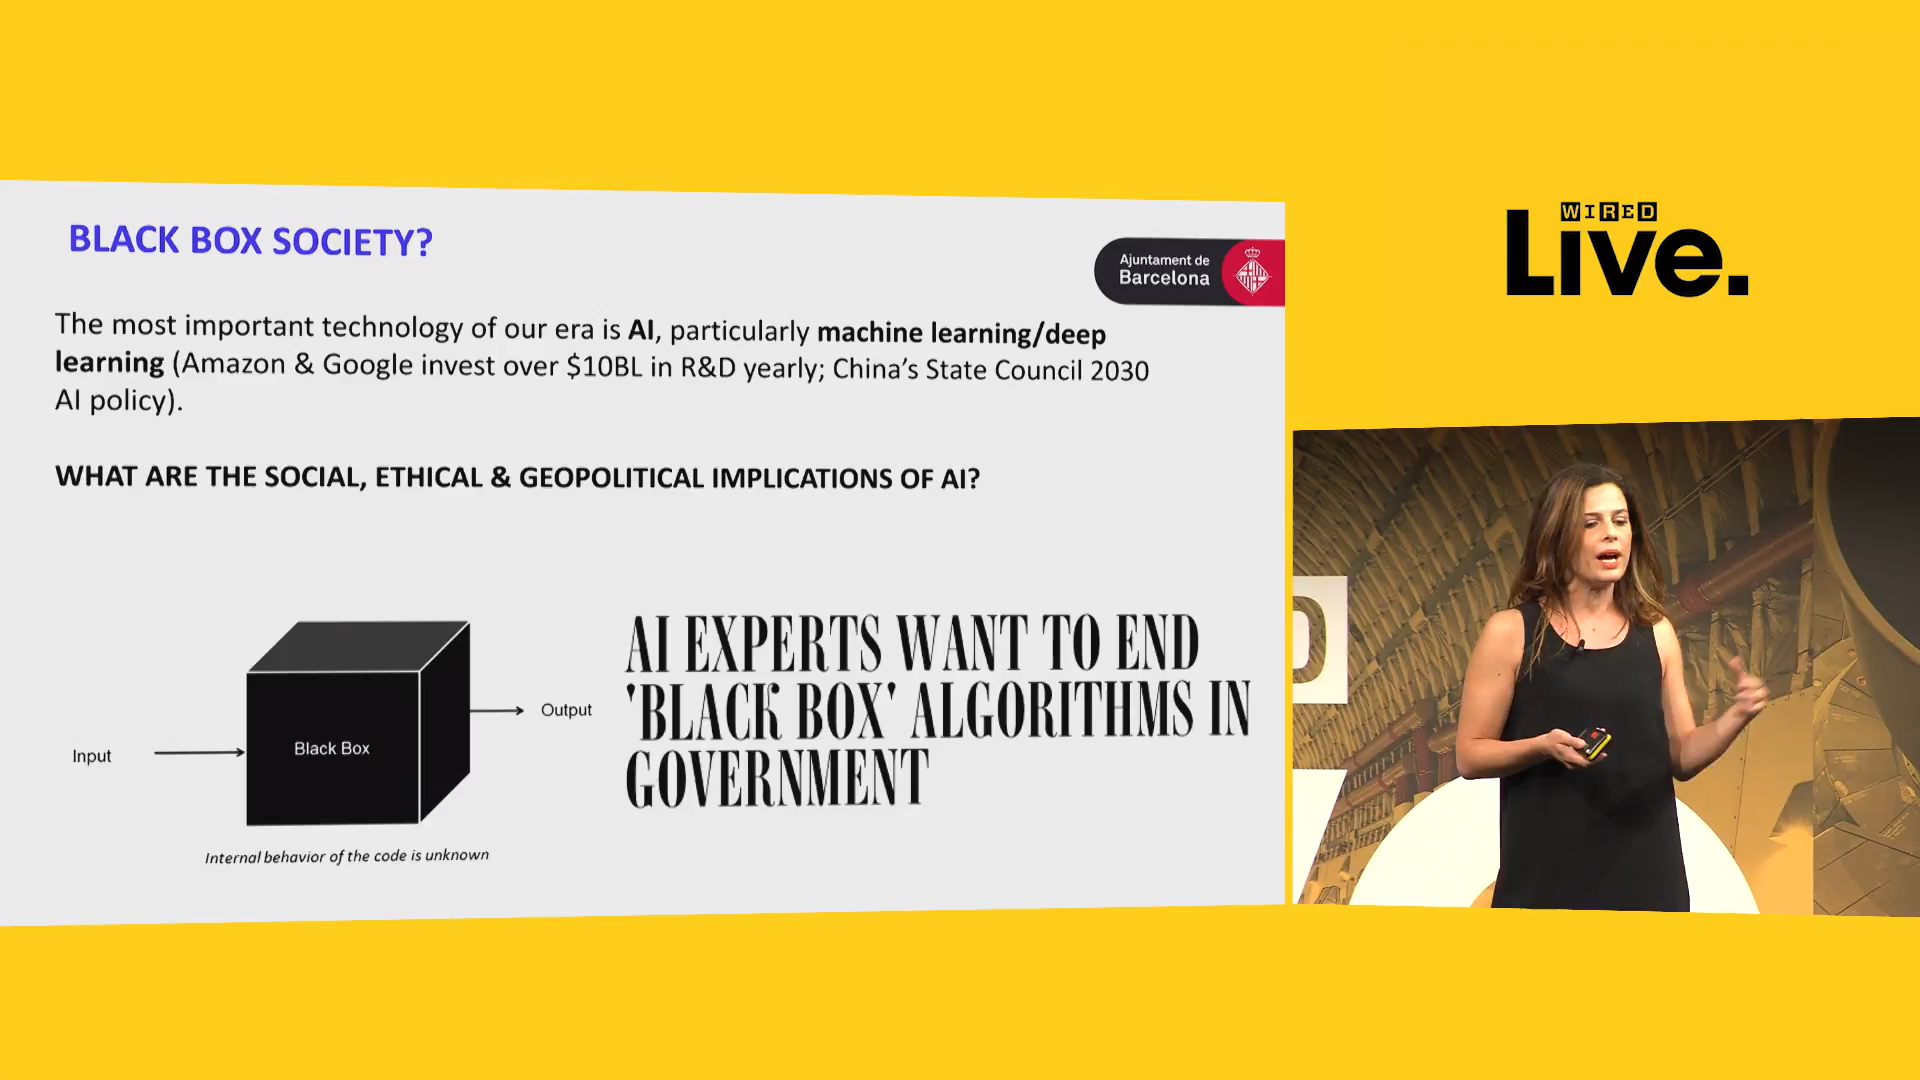 BLACK BOX SOCIETY?
Ajuntament de
Barcelona
The most important technology of our era is AI, particularly machine learning/deep
learning (Amazon & Google invest over $10BL in R&D yearly; China’s State Council 2030
AI policy).
WHAT ARE THE SOCIAL, ETHICAL & GEOPOLITICAL IMPLICATIONS OF AI?
Input
Black Box
Output
Internal behavior of the code is unknown
AI EXPERTS WANT TO END
'BLACK BOX' ALGORITHMS IN
GOVERNMENT
WIRED
Live.